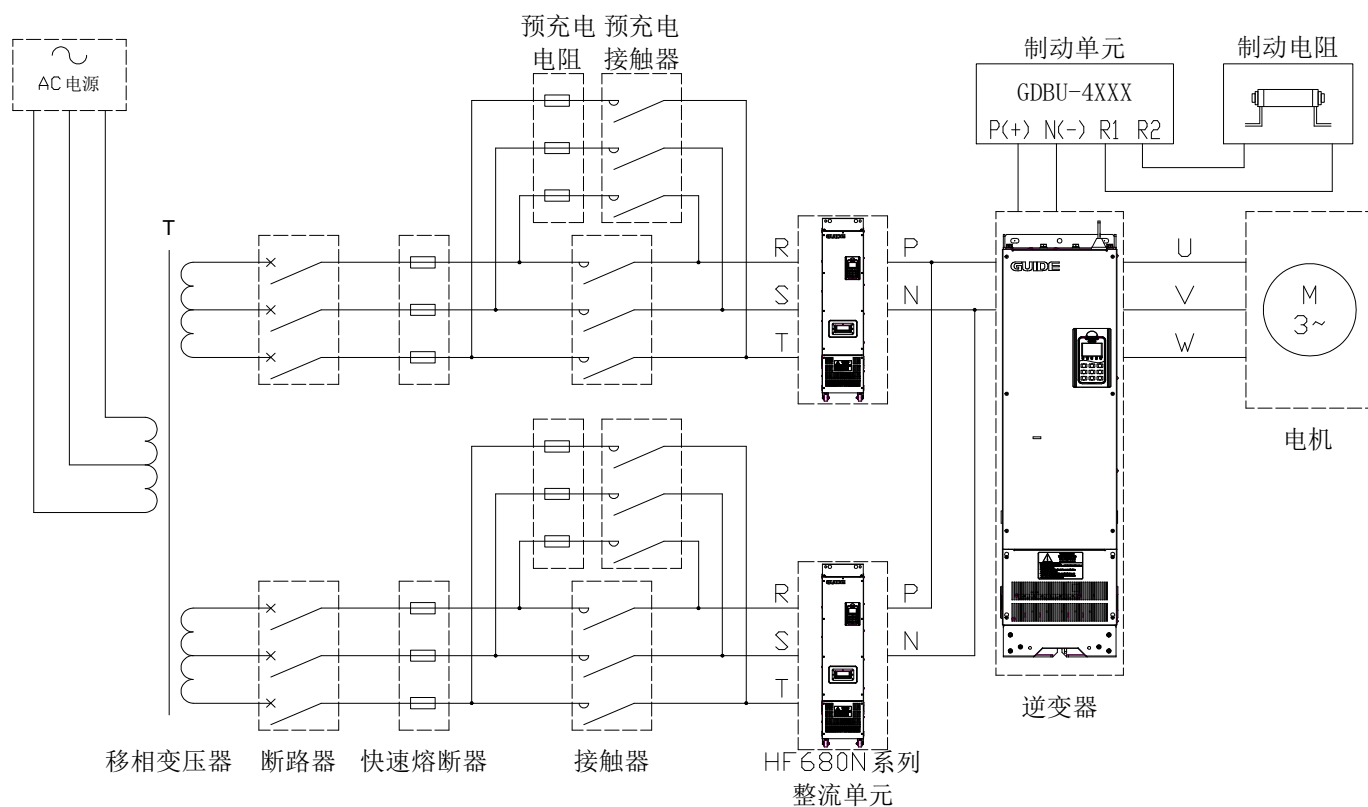 预充电 预充电
电阻 接触器
制动单元
制动电阻
AC 电源
GDBU-4XXX
P(+) N(-) R1 R2
T
R
S
T
P
N
GUIDE
GUIDE
U
V
W
M
3~
电机
R
S
T
P
N
GUIDE
逆变器
移相变压器 断路器 快速熔断器 接触器 HF680N系列
整流单元